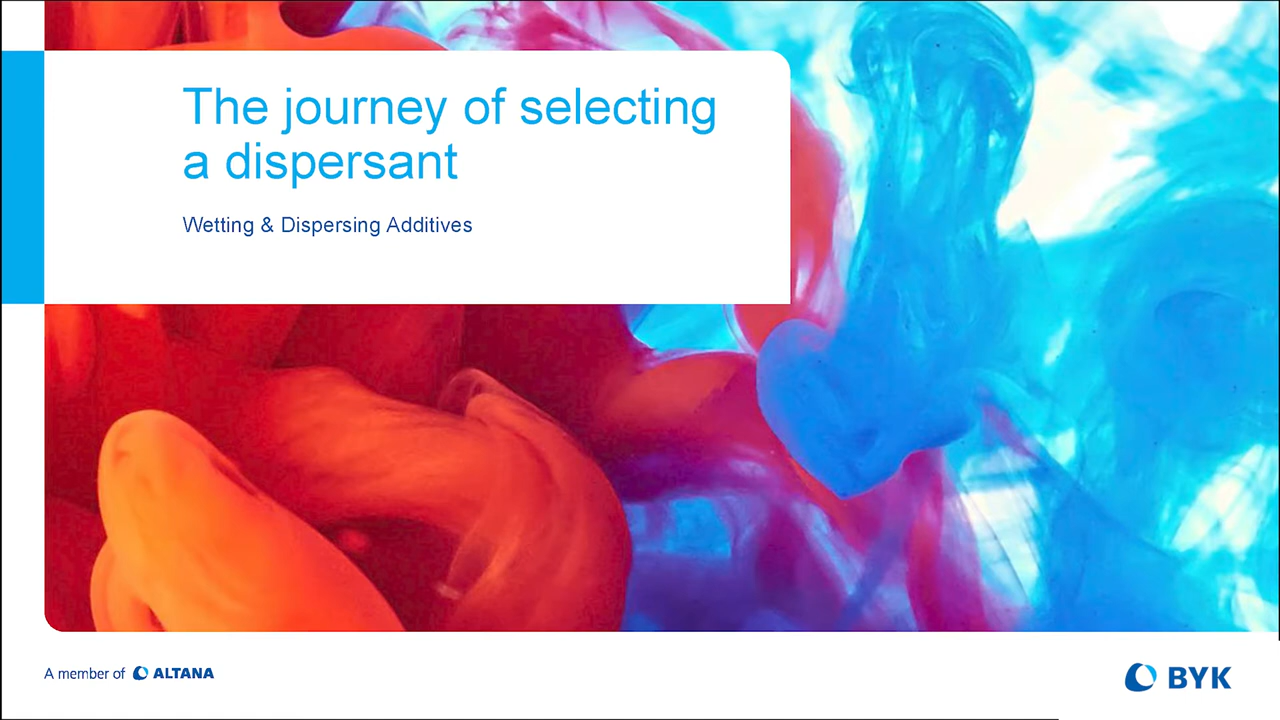 The journey of selecting
a dispersant
Wetting & Dispersing Additives
A member of ALTANA
BYK